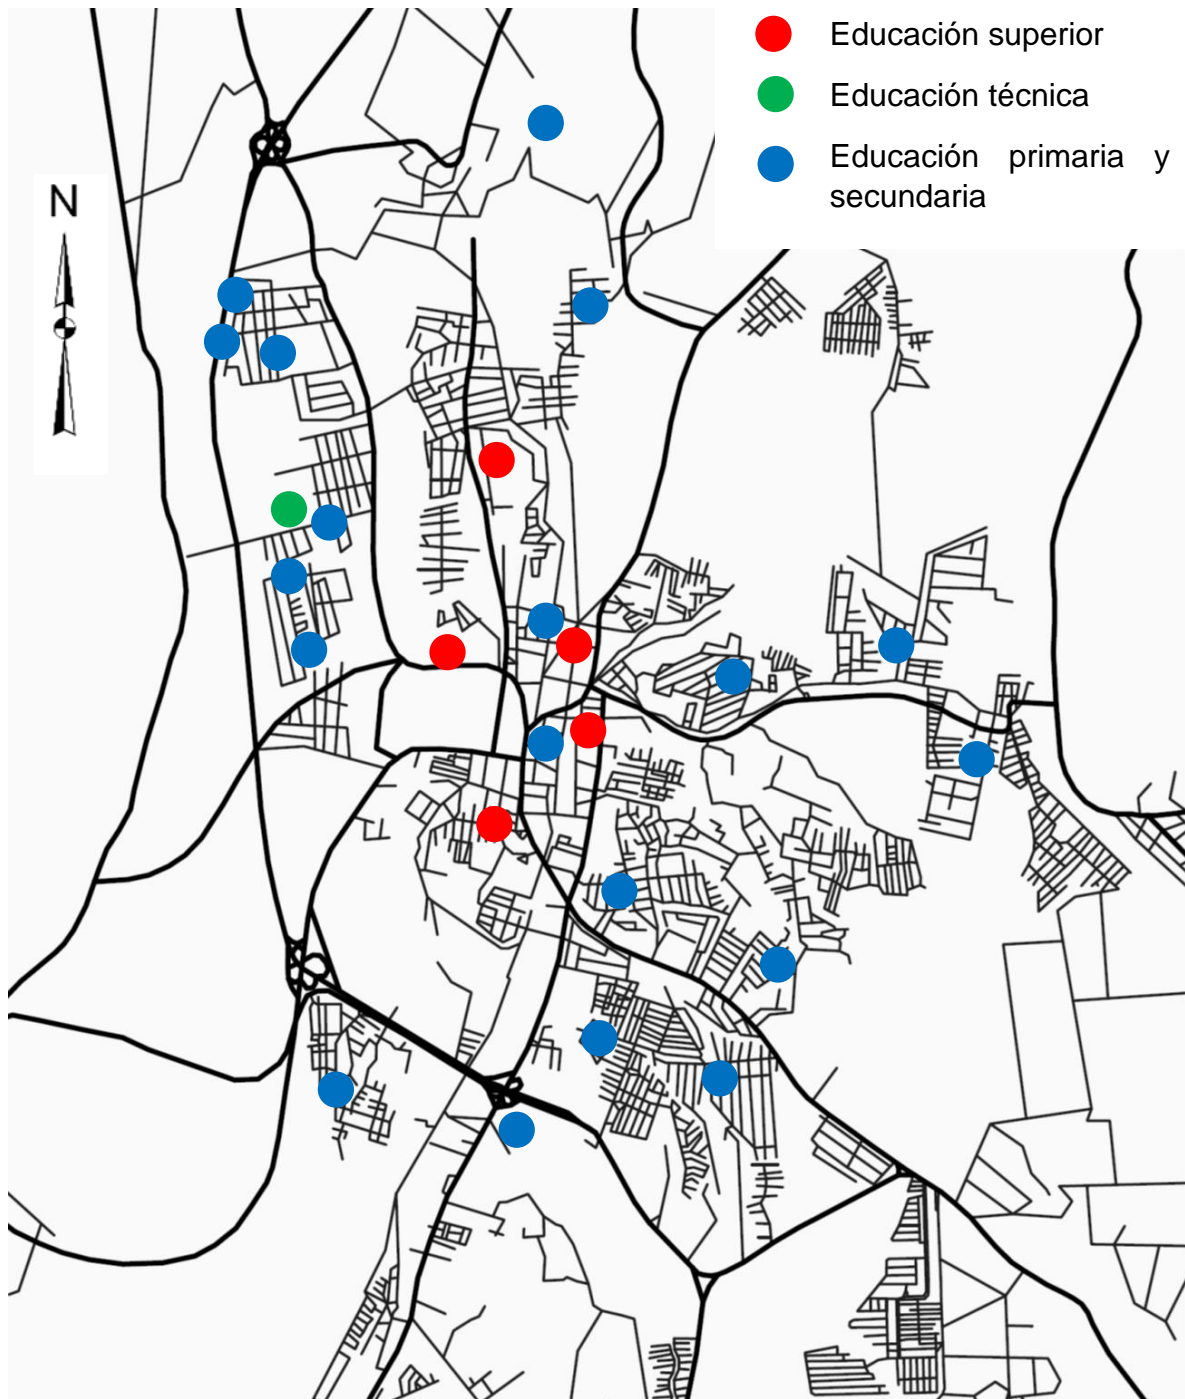 Educación superior
Educación técnica
Educación primaria y
secundaria
N